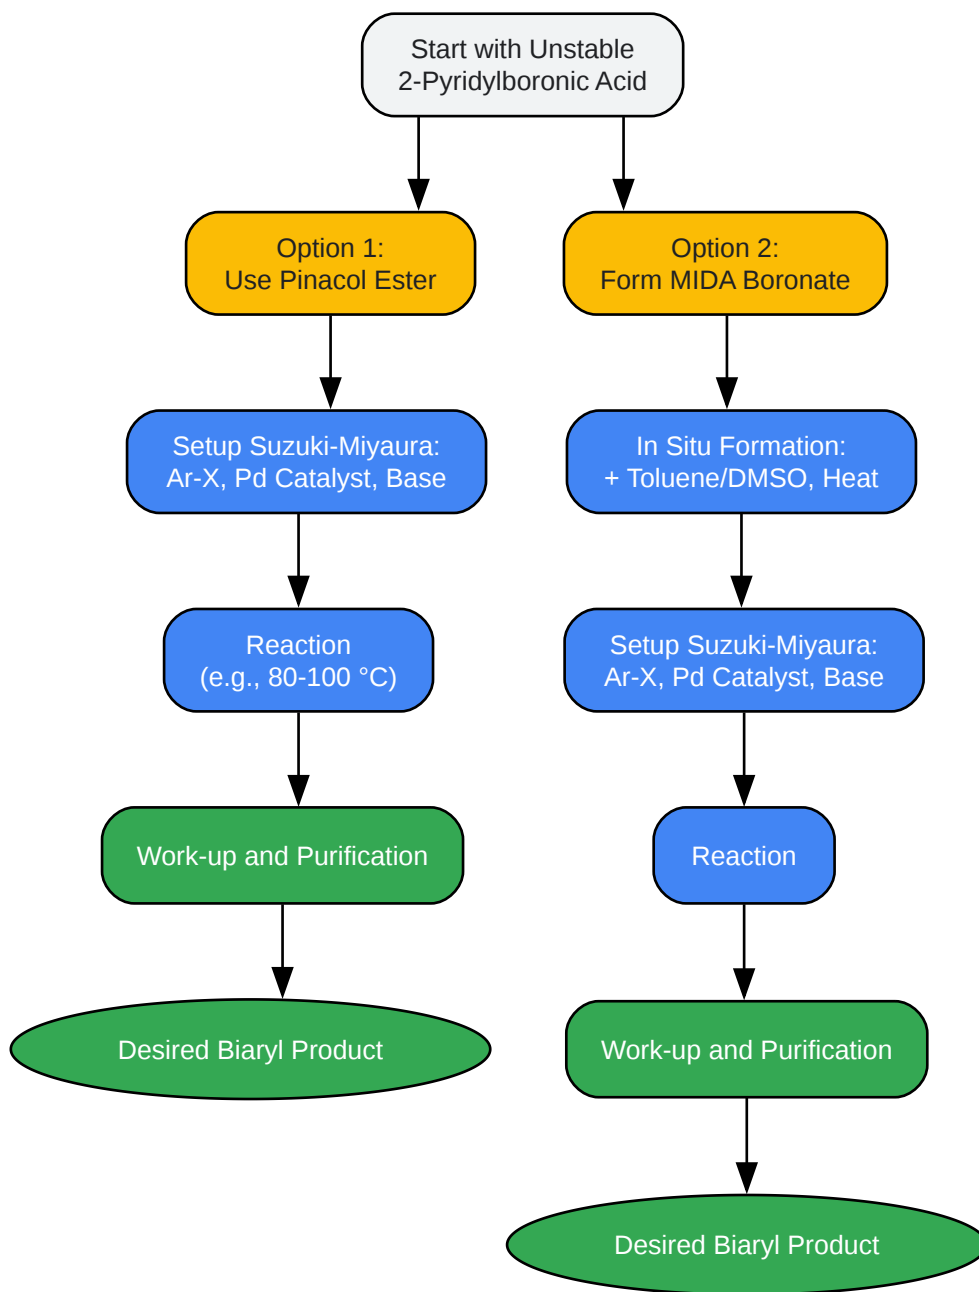 Start with Unstable
2-Pyridylboronic Acid
Option 1:
Use Pinacol Ester
Option 2:
Form MIDA Boronate
Setup Suzuki-Miyaura:
Ar-X, Pd Catalyst, Base
In Situ Formation:
+ Toluene/DMSO, Heat
Reaction
(e.g., 80-100 °C)
Setup Suzuki-Miyaura:
Ar-X, Pd Catalyst, Base
Work-up and Purification
Reaction
Desired Biaryl Product
Work-up and Purification
Desired Biaryl Product